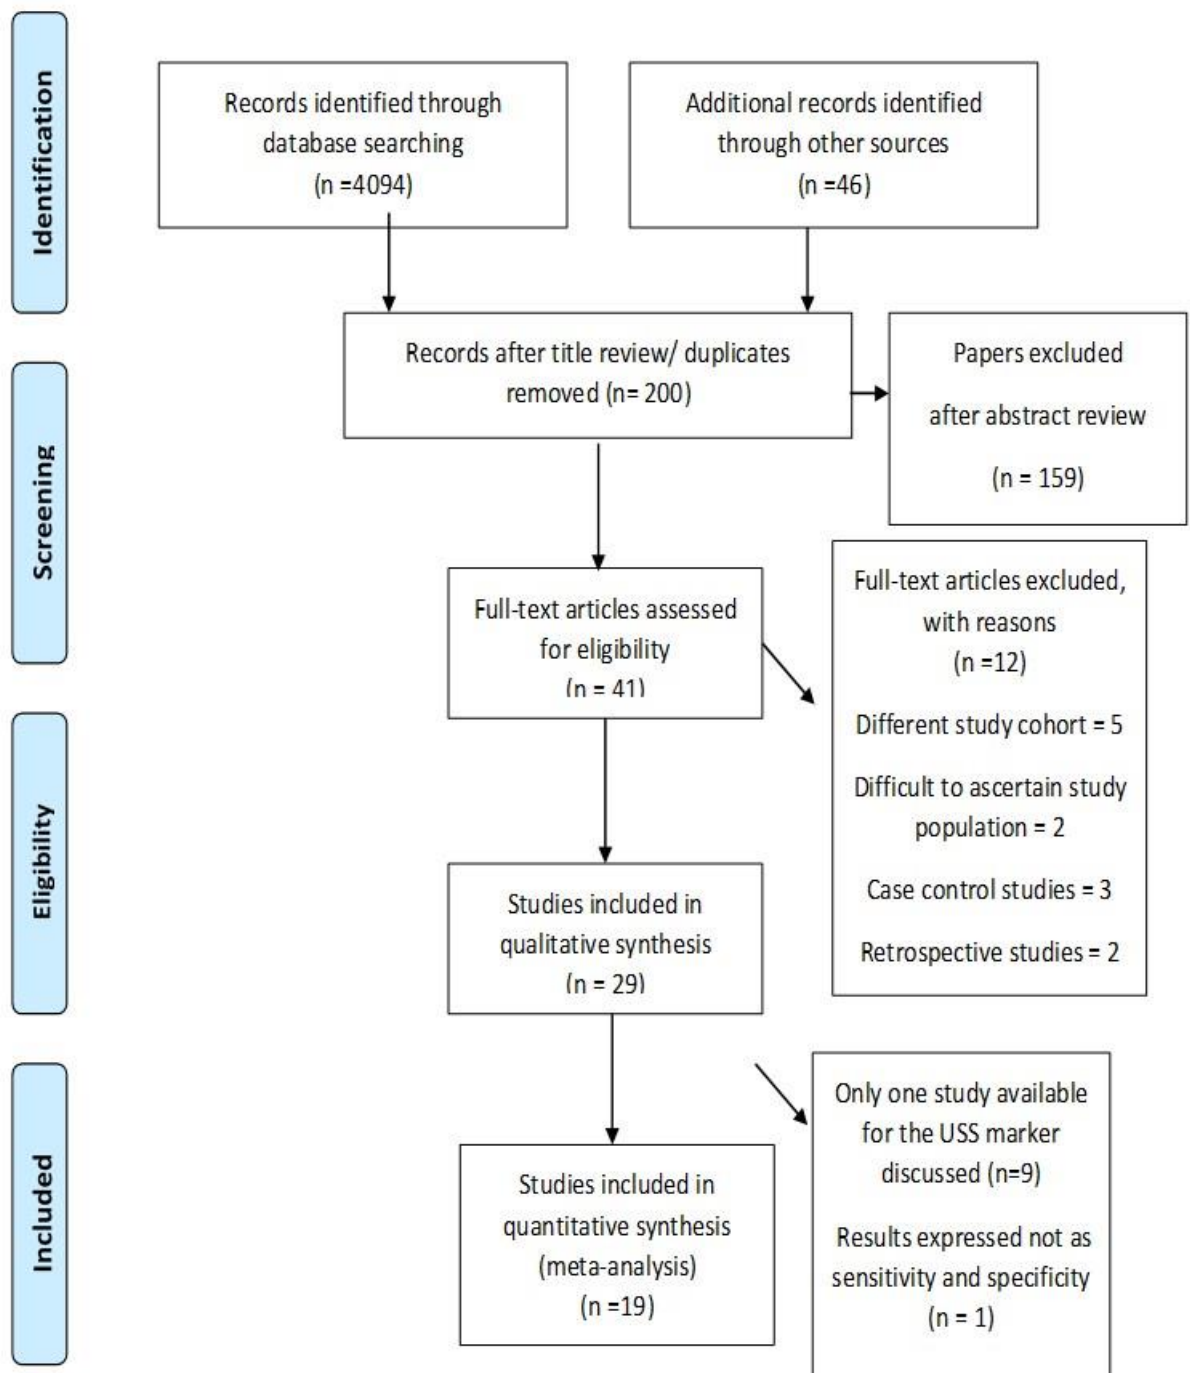 Identification
Records identified through
database searching
(n =4094)
Additional records identified
through other sources
(n =46)
Screening
Records after title review/ duplicates
removed (n= 200)
Papers excluded
after abstract review
(n = 159)
Full-text articles assessed
for eligibility
(n = 41)
Full-text articles excluded,
with reasons
(n =12)
Different study cohort = 5
Difficult to ascertain study
population = 2
Case control studies = 3
Retrospective studies = 2
Eligibility
Studies included in
qualitative synthesis
(n = 29)
Included
Studies included in
quantitative synthesis
(meta-analysis)
(n =19)
Only one study available
for the USS marker
discussed (n=9)
Results expressed not as
sensitivity and specificity
(n = 1)